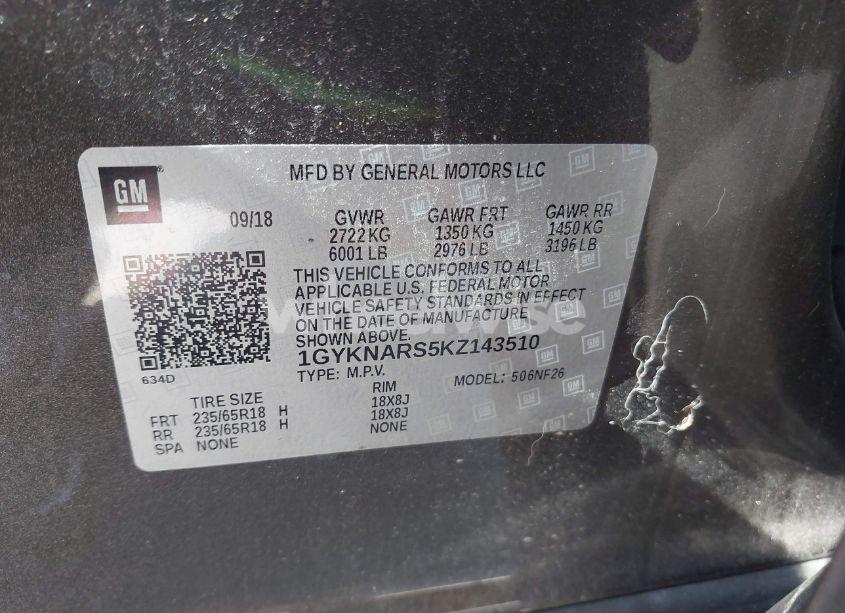 GM
MFD BY GENERAL MOTORS LLC
09/18 GVWR GAWR FRT GAWR RR
2722 KG 1350 KG 1450 KG
6001 LB 2976 LB 3196 LB
THIS VEHICLE CONFORMS TO ALL
APPLICABLE U.S. FEDERAL MOTOR
VEHICLE SAFETY STANDARDS IN EFFECT
ON THE DATE OF MANUFACTURE
SHOWN ABOVE.
1GYKNARS5KZ143510
634D TYPE: M.P.V. MODEL: 506NF26
TIRE SIZE RIM
FRT 235/65R18 H 18X8J
RR 235/65R18 H 18X8J
SPA NONE NONE